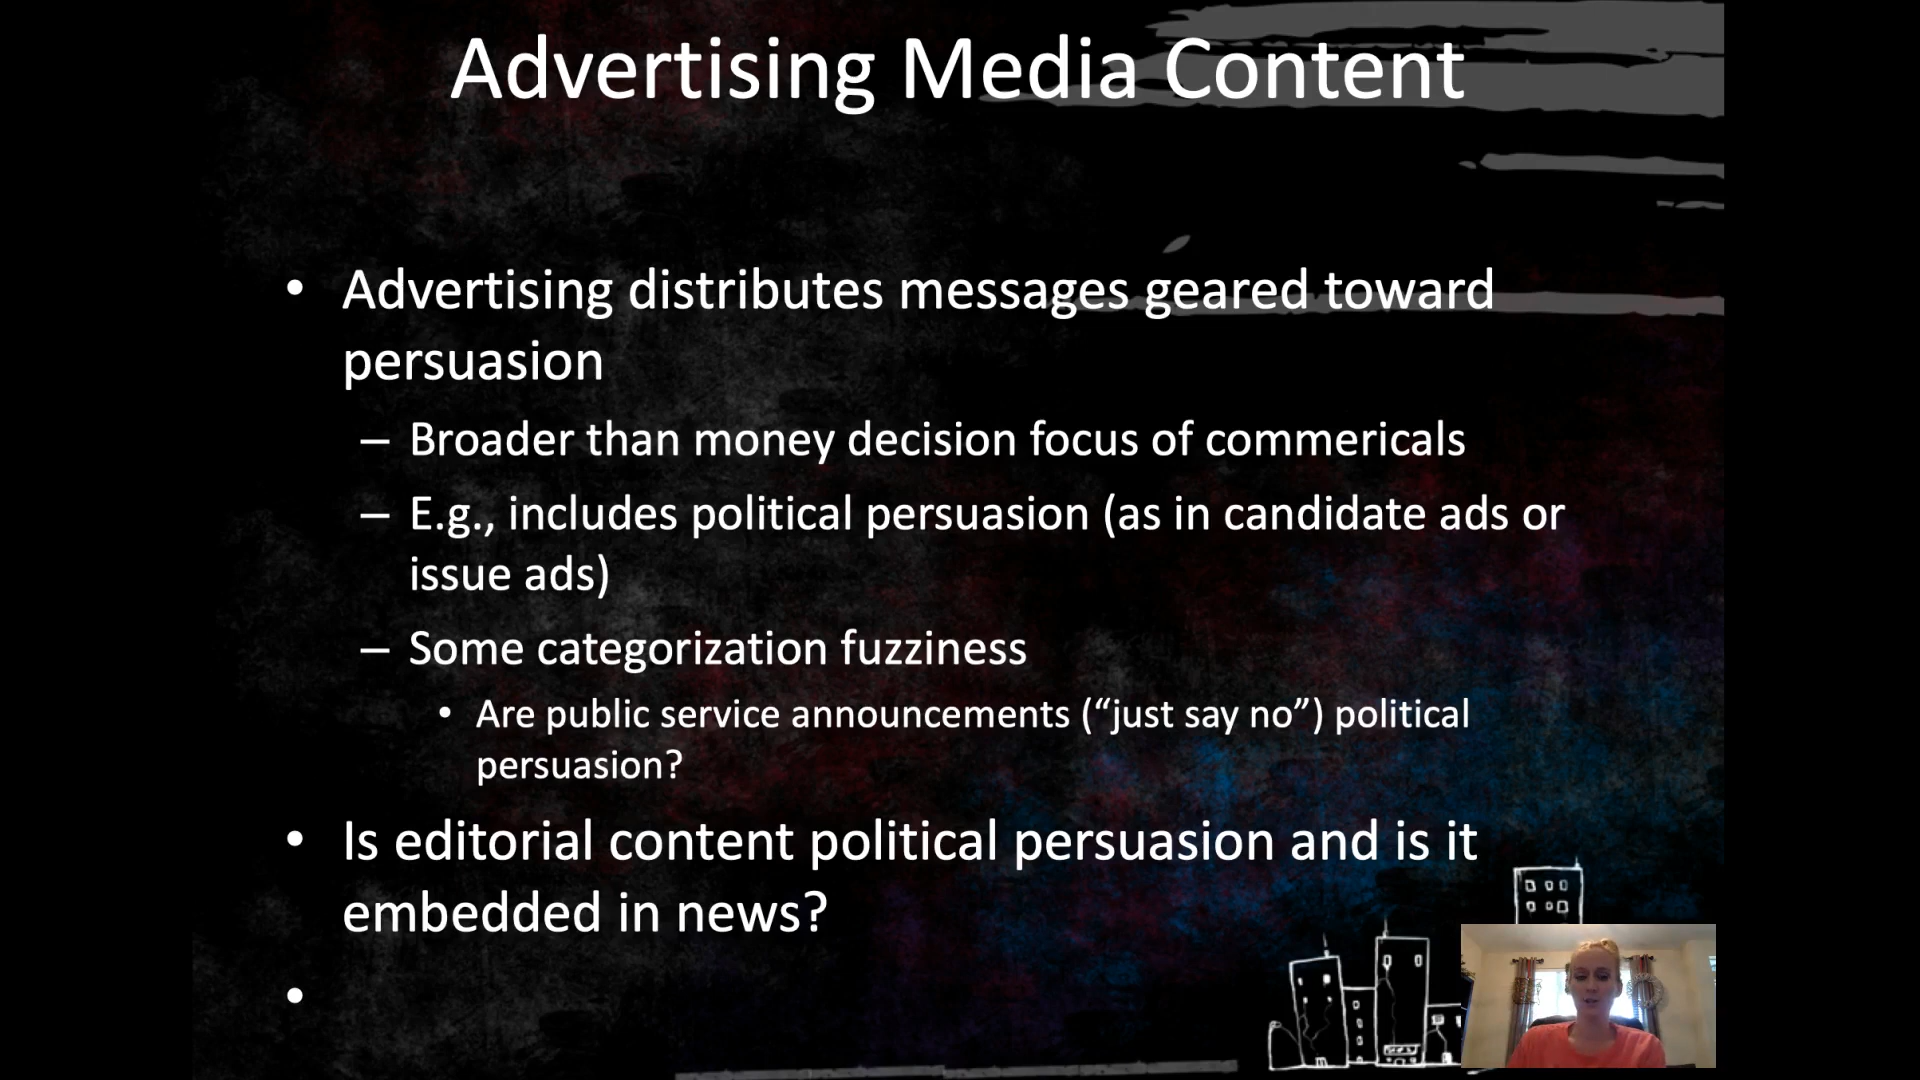 Advertising Media Content
• Advertising distributes messages geared toward
persuasion
– Broader than money decision focus of commericals
– E.g., includes political persuasion (as in candidate ads or
issue ads)
– Some categorization fuzziness
• Are public service announcements (“just say no”) political
persuasion?
• Is editorial content political persuasion and is it
embedded in news?
•